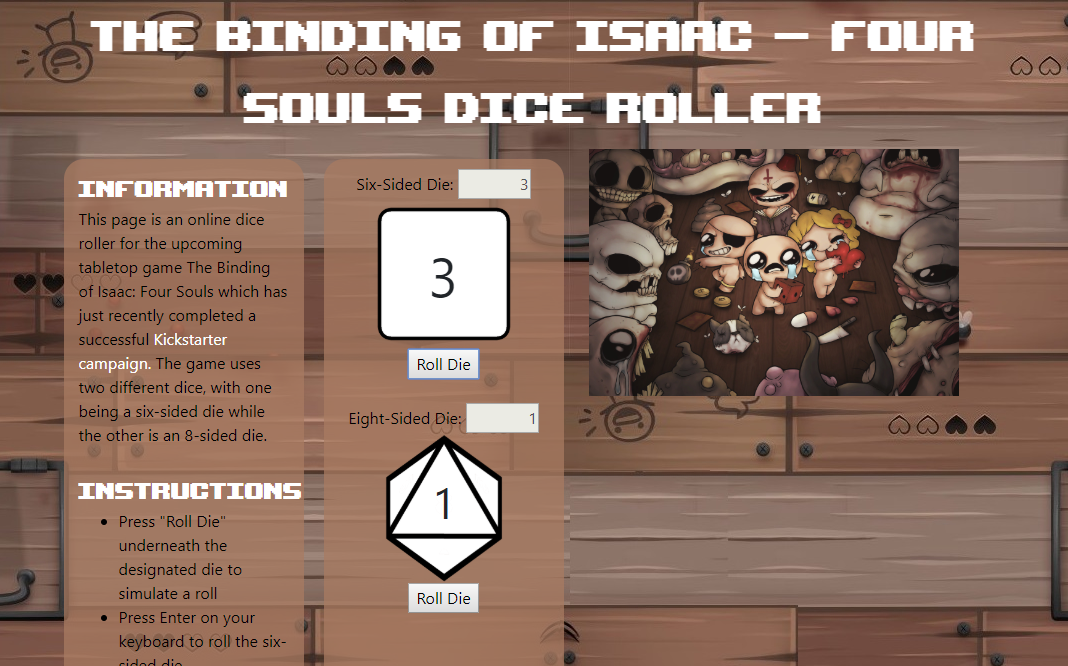 THE BINDING OF ISAAC – FOUR
SOULS DICE ROLLER
INFORMATION
This page is an online dice
roller for the upcoming
tabletop game The Binding
of Isaac: Four Souls which has
just recently completed a
successful Kickstarter
campaign. The game uses
two different dice, with one
being a six-sided die while
the other is an 8-sided die.
INSTRUCTIONS
• Press "Roll Die"
underneath the
designated die to
simulate a roll
• Press Enter on your
keyboard to roll the six-
sided die
Six-Sided Die: 3
3
Roll Die
Eight-Sided Die: 1
1
Roll Die